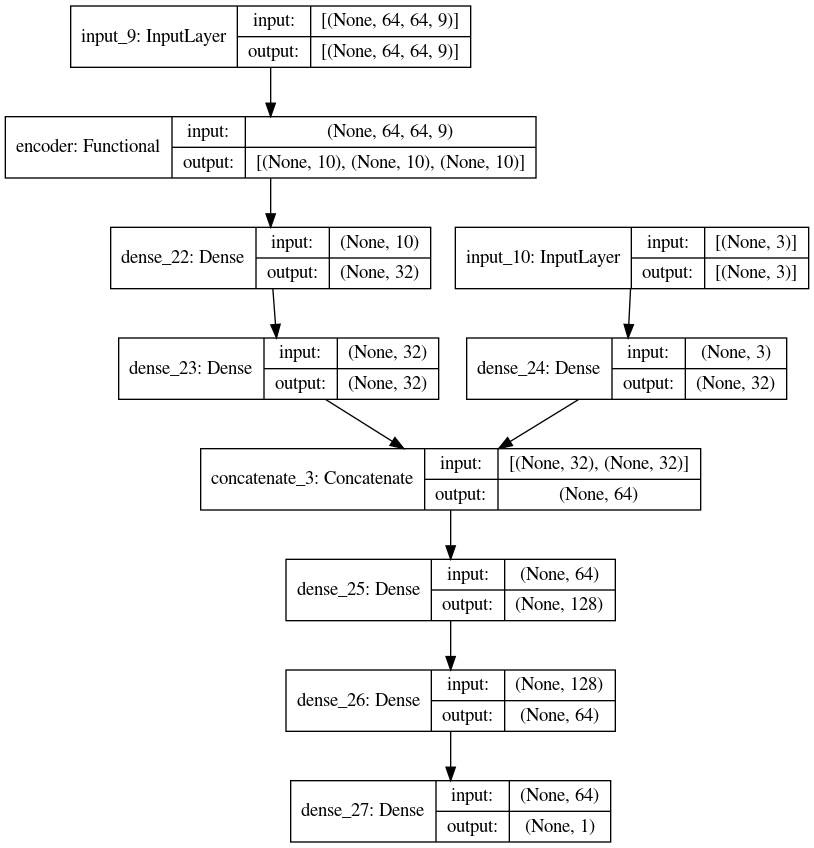 input_9: InputLayer
input: [(None, 64, 64, 9)]
output: [(None, 64, 64, 9)]
encoder: Functional
input: (None, 64, 64, 9)
output: [(None, 10), (None, 10), (None, 10)]
dense_22: Dense
input: (None, 10)
output: (None, 32)
input_10: InputLayer
input: [(None, 3)]
output: [(None, 3)]
dense_23: Dense
input: (None, 32)
output: (None, 32)
dense_24: Dense
input: (None, 3)
output: (None, 32)
concatenate_3: Concatenate
input: [(None, 32), (None, 32)]
output: (None, 64)
dense_25: Dense
input: (None, 64)
output: (None, 128)
dense_26: Dense
input: (None, 128)
output: (None, 64)
dense_27: Dense
input: (None, 64)
output: (None, 1)